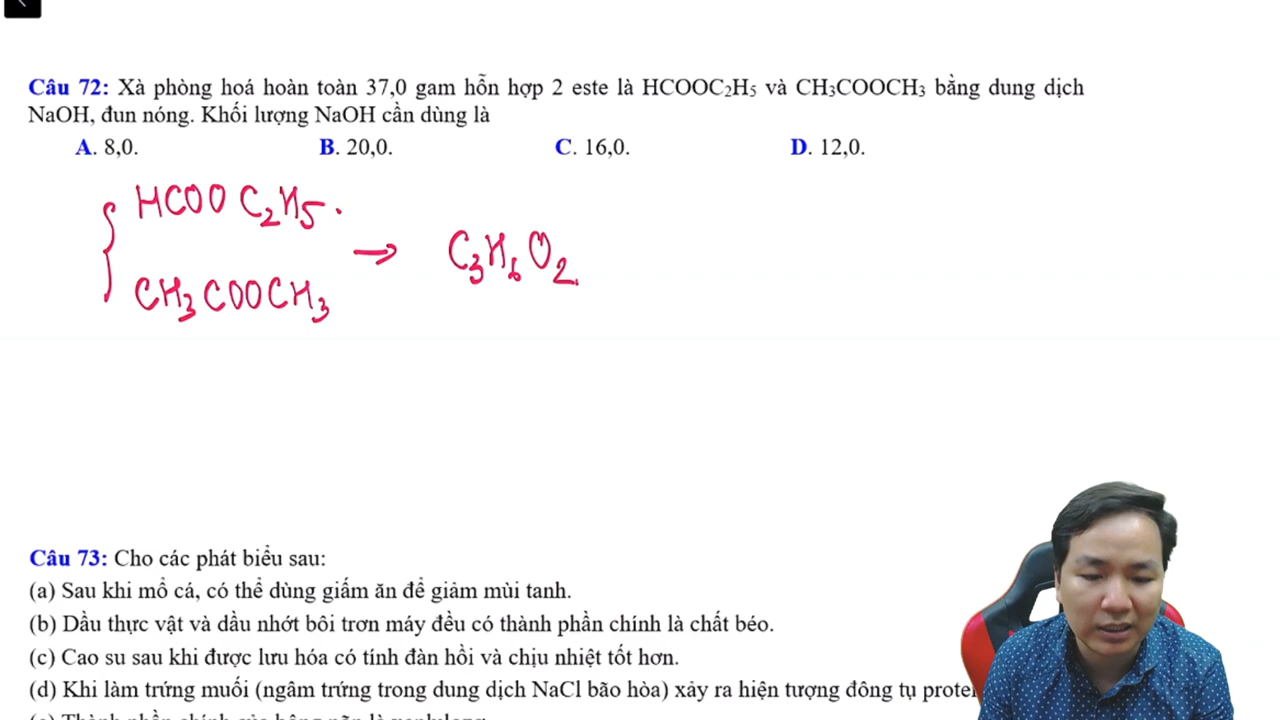 Câu 72: Xà phòng hoá hoàn toàn 37,0 gam hỗn hợp 2 este là HCOOC₂H₅ và CH₃COOCH₃ bằng dung dịch
NaOH, đun nóng. Khối lượng NaOH cần dùng là
A. 8,0. B. 20,0. C. 16,0. D. 12,0.
HCOOC₂H₅.
→ C₃H₆O₂
CH₃COOCH₃
Câu 73: Cho các phát biểu sau:
(a) Sau khi mổ cá, có thể dùng giấm ăn để giảm mùi tanh.
(b) Dầu thực vật và dầu nhớt bôi trơn máy đều có thành phần chính là chất béo.
(c) Cao su sau khi được lưu hóa có tính đàn hồi và chịu nhiệt tốt hơn.
(d) Khi làm trứng muối (ngâm trứng trong dung dịch NaCl bão hòa) xảy ra hiện tượng đông tụ protei